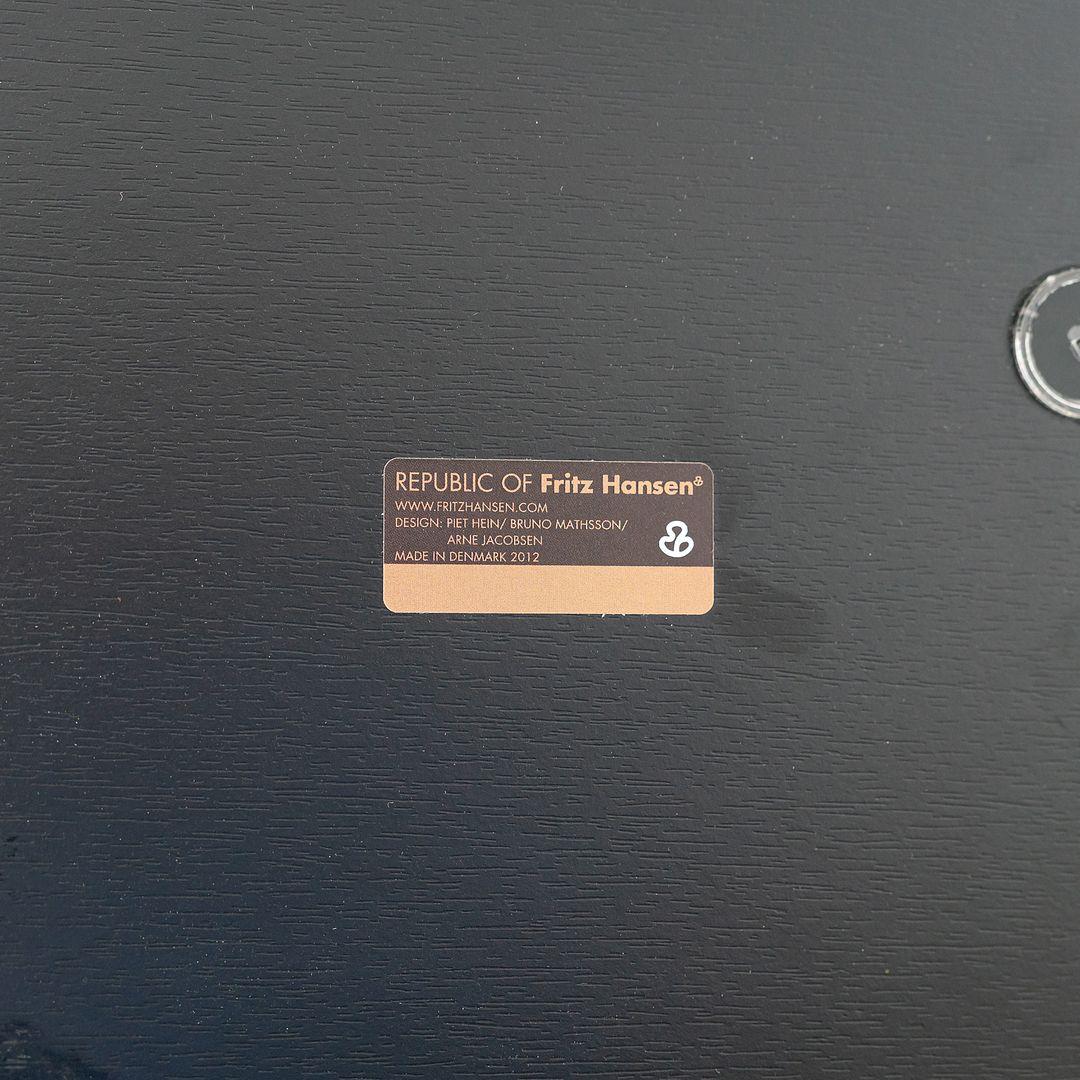 REPUBLIC OF Fritz Hansen
WWW.FRITZHANSEN.COM
DESIGN: PIET HEIN/ BRUNO MATHSSON/
ARNE JACOBSEN
MADE IN DENMARK 2012